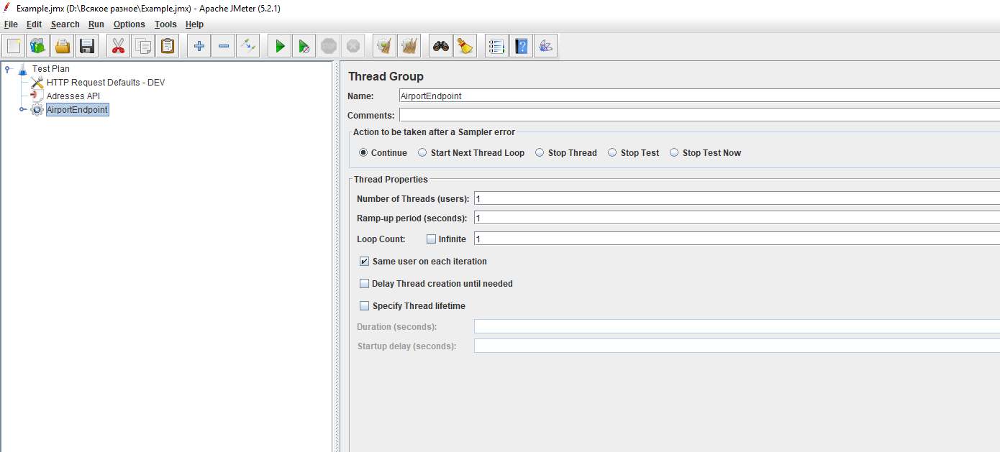 Example.jmx (D:\Всякое разное\Example.jmx) - Apache JMeter (5.2.1)
File Edit Search Run Options Tools Help
STOP
Test Plan
HTTP Request Defaults - DEV
Adresses API
AirportEndpoint
Thread Group
Name: AirportEndpoint
Comments:
Action to be taken after a Sampler error
Continue Start Next Thread Loop Stop Thread Stop Test Stop Test Now
Thread Properties
Number of Threads (users): 1
Ramp-up period (seconds): 1
Loop Count: Infinite 1
Same user on each iteration
Delay Thread creation until needed
Specify Thread lifetime
Duration (seconds):
Startup delay (seconds):